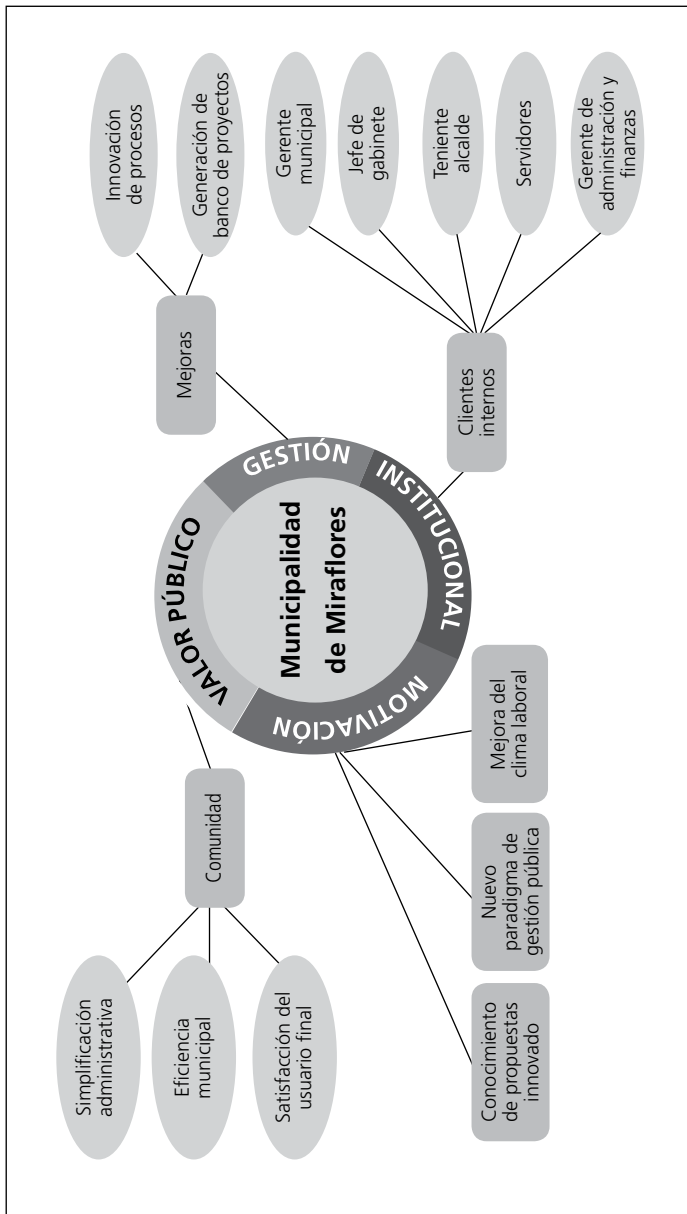 Simplificación
administrativa
Eficiencia
municipal
Satisfacción del
usuario final
Comunidad
VALOR PÚBLICO
GESTIÓN
INSTITUCIONAL
MOTIVACIÓN
Municipalidad
de Miraflores
Mejoras
Innovación
de procesos
Generación de
banco de proyectos
Conocimiento
de propuestas
innovado
Nuevo
paradigma de
gestión pública
Mejora del
clima laboral
Clientes
internos
Gerente
municipal
Jefe de
gabinete
Teniente
alcalde
Servidores
Gerente de
administración y
finanzas